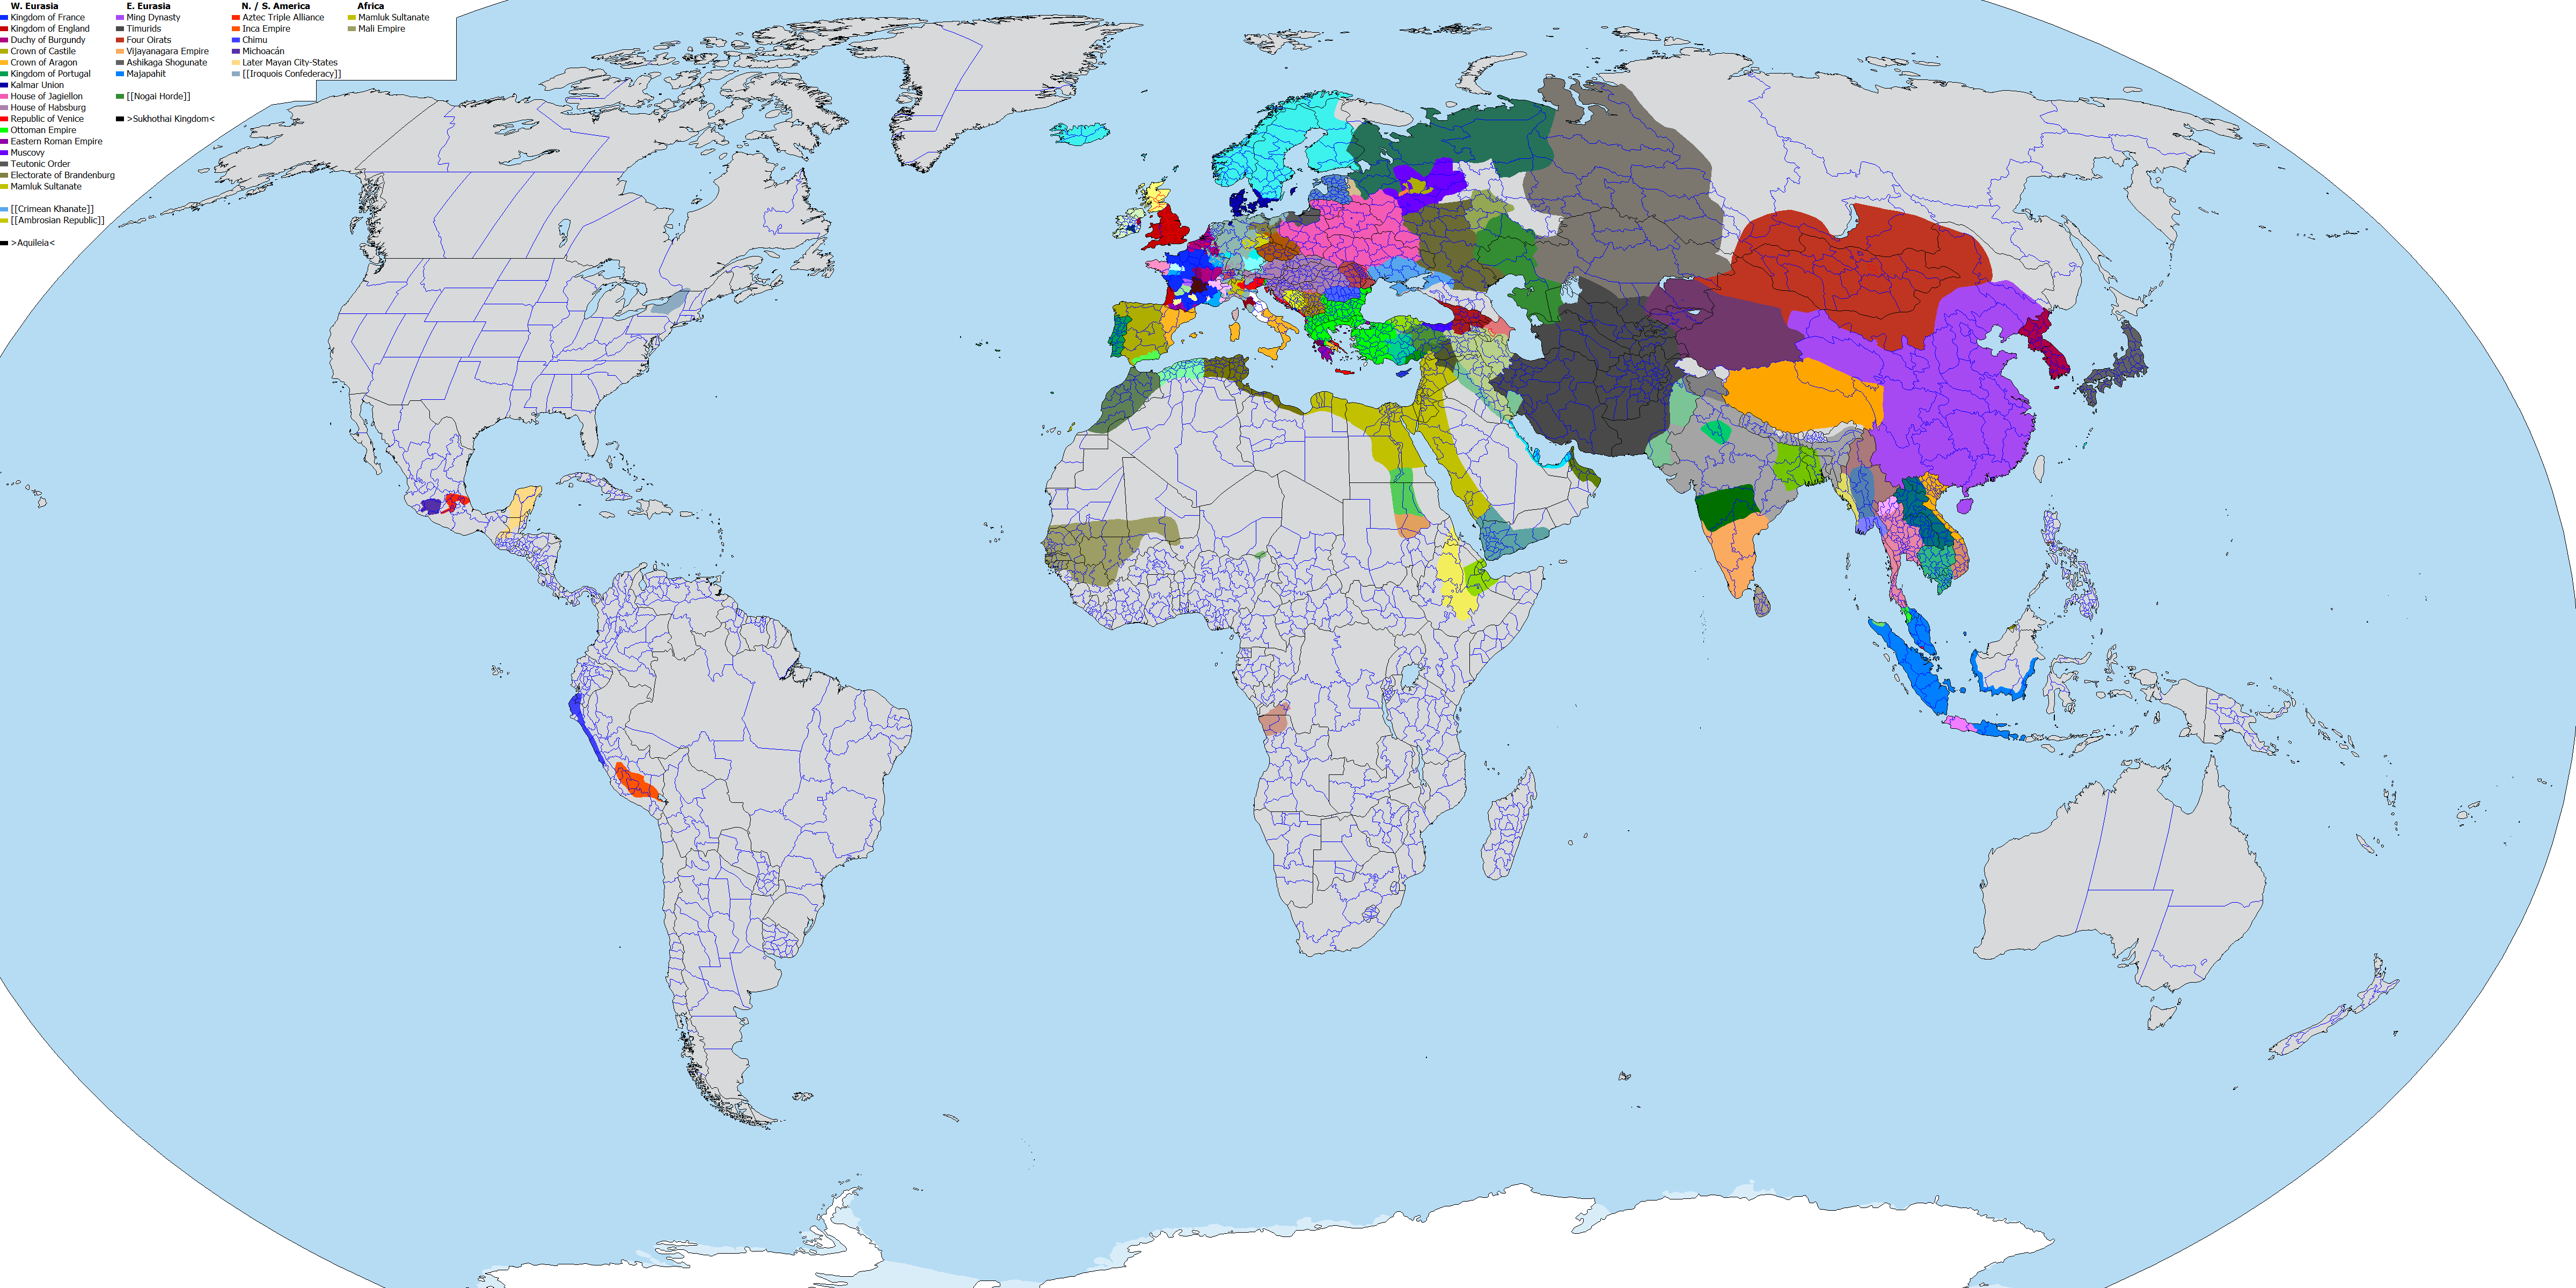 W. Eurasia
Kingdom of France
Kingdom of England
Duchy of Burgundy
Crown of Castile
Crown of Aragon
Kingdom of Portugal
Kalmar Union
House of Jagiellon
House of Habsburg
Republic of Venice
Ottoman Empire
Eastern Roman Empire
Muscovy
Teutonic Order
Electorate of Brandenburg
Mamluk Sultanate
[[Crimean Khanate]]
[[Ambrosian Republic]]
>Aquileia<
E. Eurasia
Ming Dynasty
Timurids
Four Oirats
Vijayanagara Empire
Ashikaga Shogunate
Majapahit
[[Nogai Horde]]
>Sukhothai Kingdom<
N. / S. America
Aztec Triple Alliance
Inca Empire
Chimu
Michoacán
Later Mayan City-States
[[Iroquois Confederacy]]
Africa
Mamluk Sultanate
Mali Empire